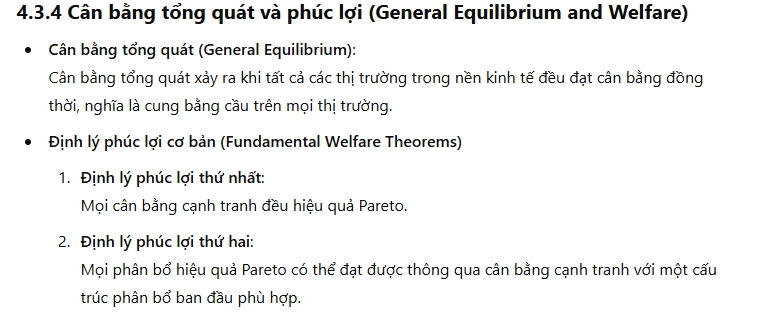 4.3.4 Cân bằng tổng quát và phúc lợi (General Equilibrium and Welfare)
• Cân bằng tổng quát (General Equilibrium):
Cân bằng tổng quát xảy ra khi tất cả các thị trường trong nền kinh tế đều đạt cân bằng đồng
thời, nghĩa là cung bằng cầu trên mọi thị trường.
• Định lý phúc lợi cơ bản (Fundamental Welfare Theorems)
1. Định lý phúc lợi thứ nhất:
Mọi cân bằng cạnh tranh đều hiệu quả Pareto.
2. Định lý phúc lợi thứ hai:
Mọi phân bổ hiệu quả Pareto có thể đạt được thông qua cân bằng cạnh tranh với một cấu
trúc phân bổ ban đầu phù hợp.